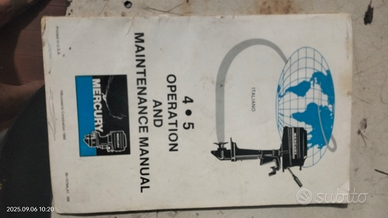 4 • 5
OPERATION
AND
MAINTENANCE MANUAL
MERCURY
ITALIANO
2025.09.06 10:20
subito